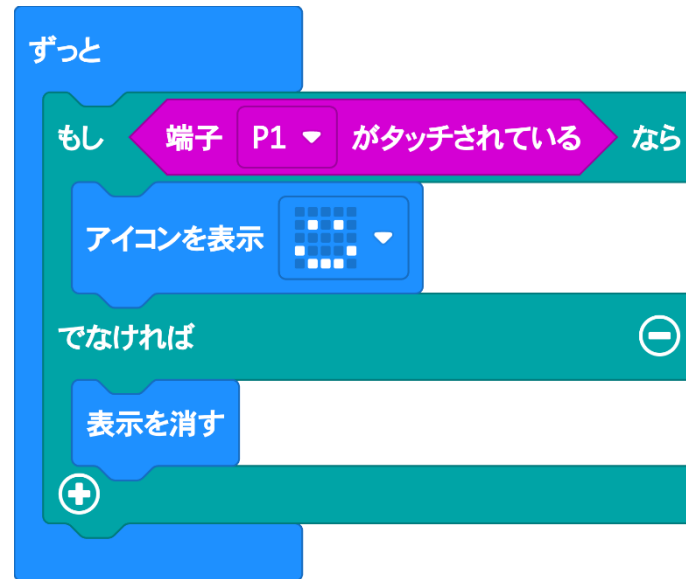 ずっと
もし 端子 P1 がタッチされている なら
アイコンを表示
でなければ
表示を消す